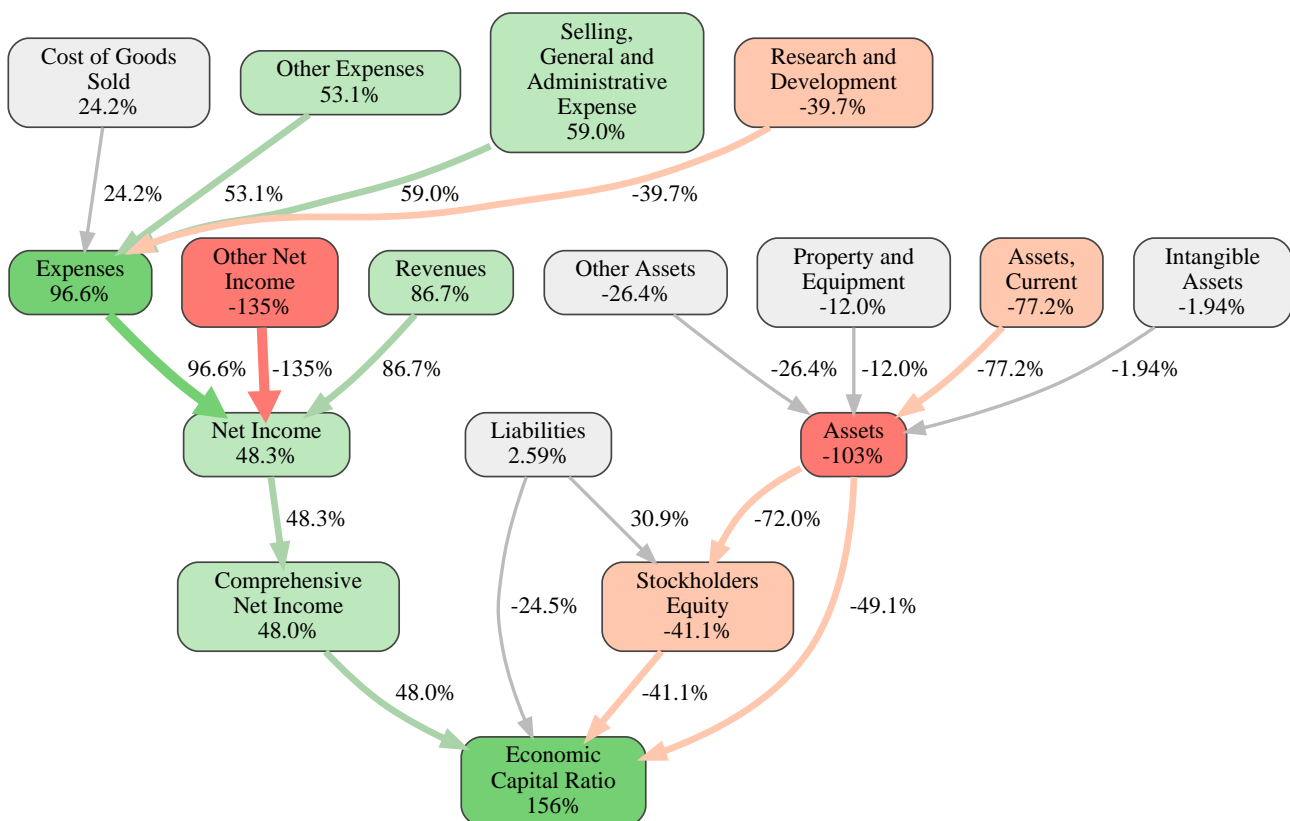 Cost of Goods
Sold
24.2%
Other Expenses
53.1%
Selling,
General and
Administrative
Expense
59.0%
Research and
Development
-39.7%
24.2%
53.1%
59.0%
-39.7%
Expenses
96.6%
Other Net
Income
-135%
Revenues
86.7%
Other Assets
-26.4%
Property and
Equipment
-12.0%
Assets,
Current
-77.2%
Intangible
Assets
-1.94%
96.6%
-135%
86.7%
-26.4%
-12.0%
-77.2%
-1.94%
Net Income
48.3%
Liabilities
2.59%
Assets
-103%
48.3%
30.9%
-72.0%
Comprehensive
Net Income
48.0%
-24.5%
Stockholders
Equity
-41.1%
-49.1%
48.0%
-41.1%
Economic
Capital Ratio
156%